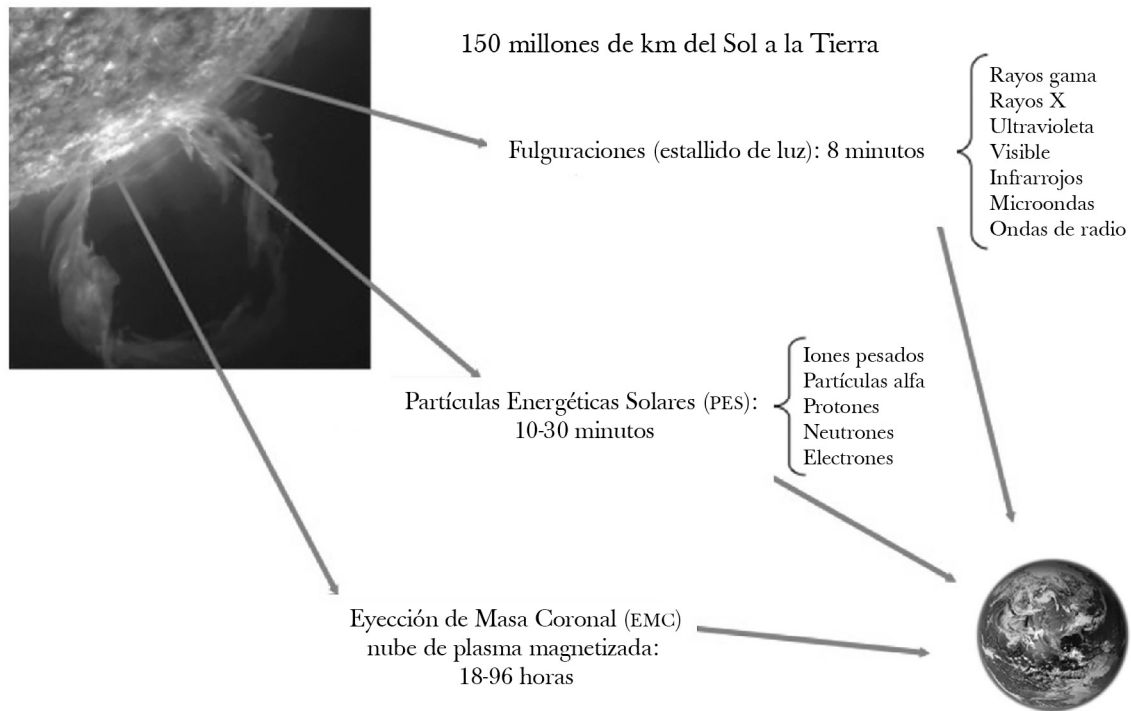 150 millones de km del Sol a la Tierra
Fulguraciones (estallido de luz): 8 minutos
Rayos gama
Rayos X
Ultravioleta
Visible
Infrarrojos
Microondas
Ondas de radio
Partículas Energéticas Solares (PES):
10-30 minutos
Iones pesados
Partículas alfa
Protones
Neutrones
Electrones
Eyección de Masa Coronal (EMC)
nube de plasma magnetizada:
18-96 horas